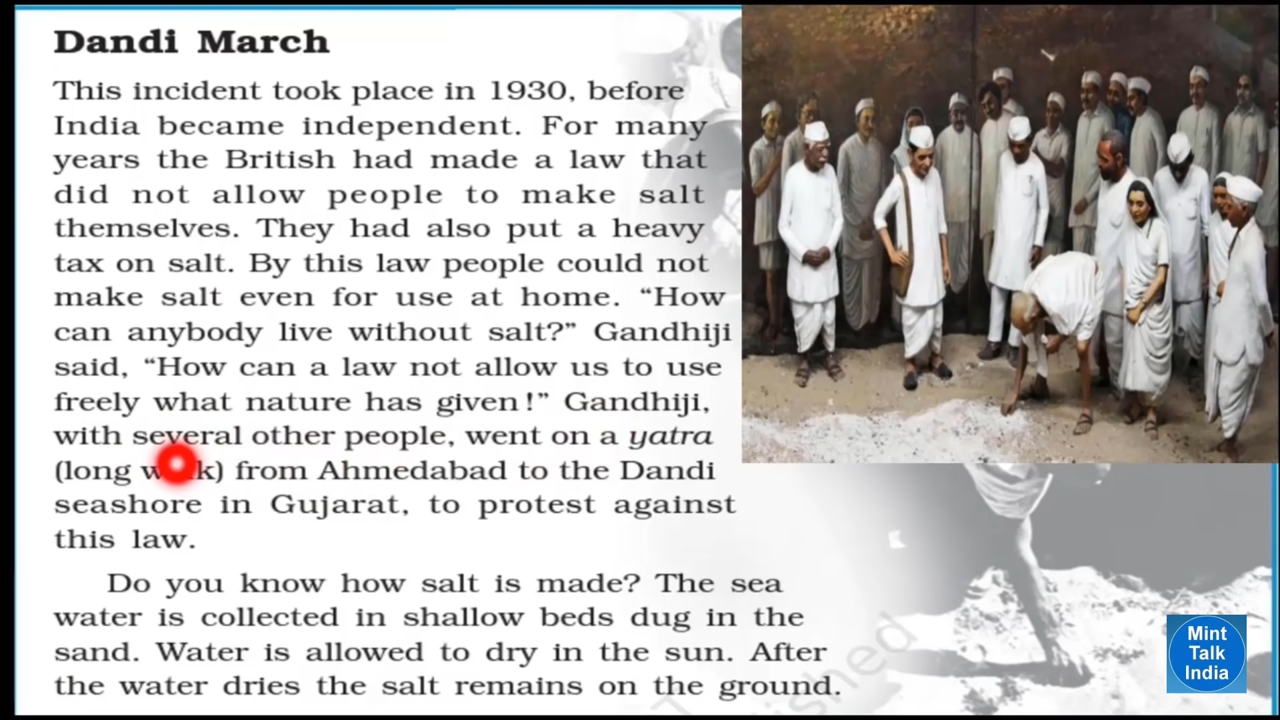 Dandi March
This incident took place in 1930, before
India became independent. For many
years the British had made a law that
did not allow people to make salt
themselves. They had also put a heavy
tax on salt. By this law people could not
make salt even for use at home. “How
can anybody live without salt?” Gandhiji
said, “How can a law not allow us to use
freely what nature has given!” Gandhiji,
with several other people, went on a yatra
(long from Ahmedabad to the Dandi
seashore in Gujarat, to protest against
this law.
Do you know how salt is made? The sea
water is collected in shallow beds dug in the
sand. Water is allowed to dry in the sun. After
the water dries the salt remains on the ground.
Mint
Talk
India